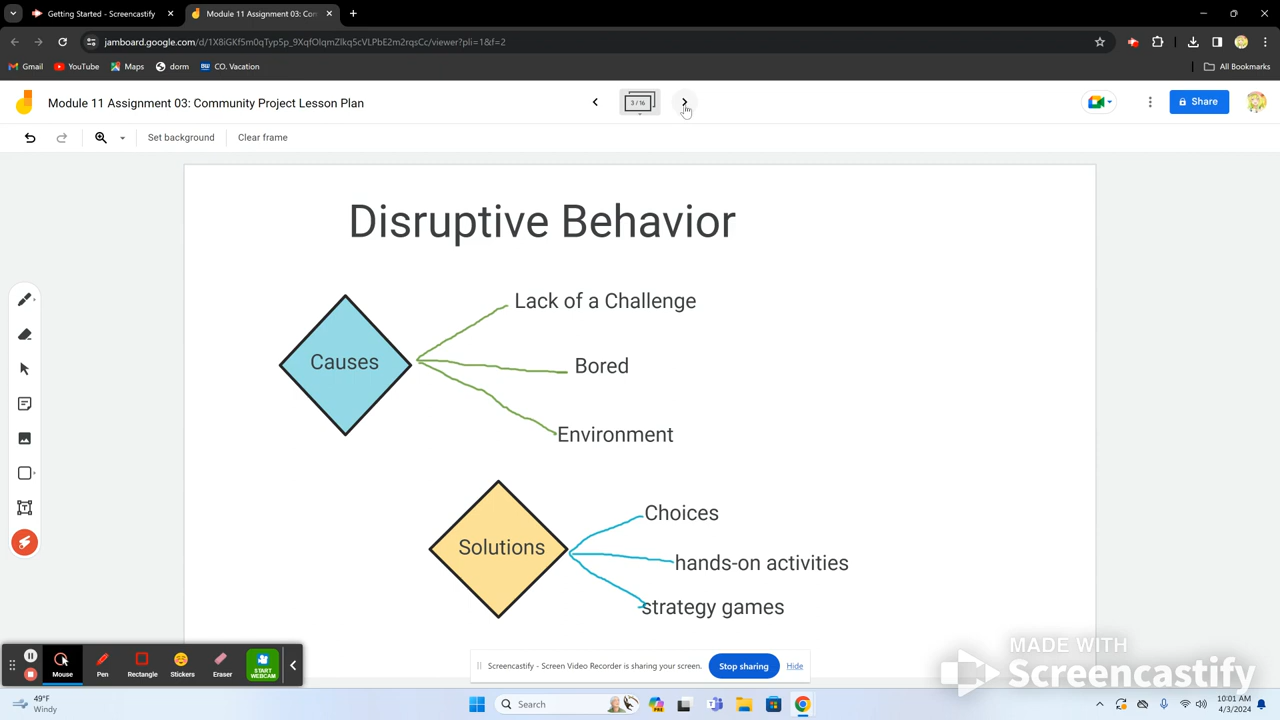 Getting Started - Screencastify
Module 11 Assignment 03: Com
jamboard.google.com/d/1X8iGKf5m0qTyp5p_9XqfOIqmZlkq5cVLPbE2m2rqsCc/viewer?pli=1&f=2
Gmail YouTube Maps dorm CO. Vacation All Bookmarks
Module 11 Assignment 03: Community Project Lesson Plan
3 / 16
Share
Set background Clear frame
Disruptive Behavior
Lack of a Challenge
Causes
Bored
Environment
Choices
Solutions
hands-on activities
strategy games
MADE WITH
Screencastify
Mouse Pen Rectangle Stickers Eraser START WEBCAM
Screencastify - Screen Video Recorder is sharing your screen. Stop sharing Hide
49°F
Windy
Search
10:01 AM
4/3/2024